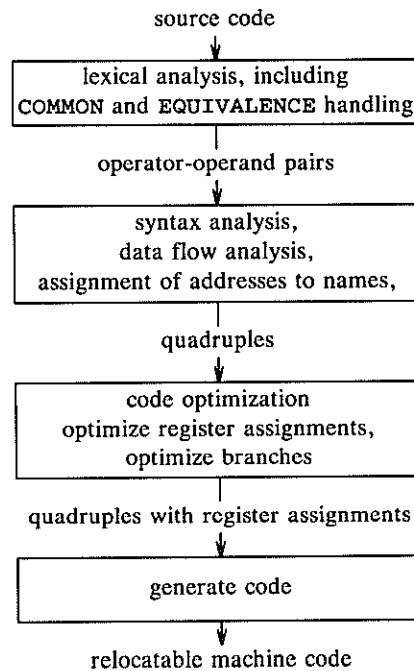 source code
lexical analysis, including
COMMON and EQUIVALENCE handling
operator-operand pairs
syntax analysis,
data flow analysis,
assignment of addresses to names,
quadruples
code optimization
optimize register assignments,
optimize branches
quadruples with register assignments
generate code
relocatable machine code